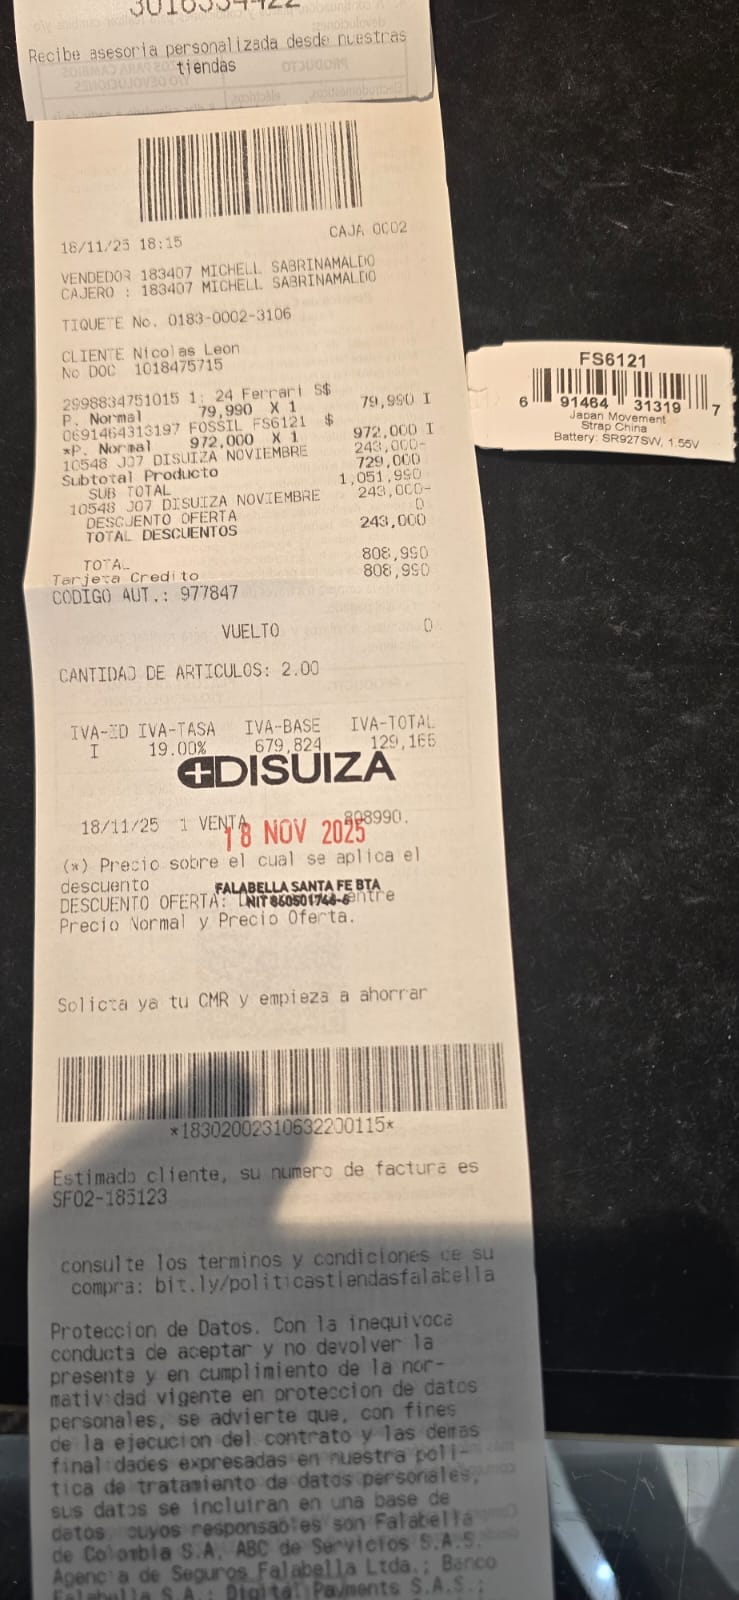 Recibe asesoria personalizada desde nuestras
tiendas
18/11/25 18:15 CAJA 0002
VENDEDOR 183407 MICHELL SABRINAMALDO
CAJERO : 183407 MICHELL SABRINAMALDO
TIQUETE No. 0183-0002-3106
CLIENTE Nicolas Leon
No DOC 1018475715
2998834751015 1: 24 Ferrari S$
P. Normal 79,990 X 1 79,990 I
0691464313197 FOSSIL FS6121 $
*P. Normal 972,000 X 1 972,000 I
10548 J07 DISUIZA NOVIEMBRE 243,000-
Subtotal Producto 729,000
SUB TOTAL 1,051,990
10548 J07 DISUIZA NOVIEMBRE 243,000-
DESCUENTO OFERTA 0
TOTAL DESCUENTOS 243,000
TOTAL 808,990
Tarjeta Credito 808,990
CODIGO AUT.: 977847
VUELTO 0
CANTIDAD DE ARTICULOS: 2.00
IVA-ID IVA-TASA IVA-BASE IVA-TOTAL
I 19.00% 679,824 129,166
DISUIZA
18/11/25 1 VENTA 808990.
18 NOV 2025
(*) Precio sobre el cual se aplica el
descuento
FALABELLA SANTA FE BTA
DESCUENTO OFERTA: entre
NIT 860501746-6
Precio Normal y Precio Oferta.
Solicita ya tu CMR y empieza a ahorrar
*18302002310632200115*
Estimado cliente, su numero de factura es
SF02-185123
consulte los terminos y condiciones de su
compra: bit.ly/politicastiendasfalabella
Proteccion de Datos. Con la inequivoca
conducta de aceptar y no devolver la
presente y en cumplimiento de la nor-
matividad vigente en proteccion de datos
personales, se advierte que, con fines
de la ejecucion del contrato y las demas
finalidades expresadas en nuestra poli-
tica de tratamiento de datos personales,
sus datos se incluiran en una base de
datos cuyos responsables son Falabella
de Colombia S.A. ABC de Servicios S.A.S.
Agencia de Seguros Falabella Ltda.; Banco
Falabella S.A.; Digital Payments S.A.S.;
FS6121
6 91464 31319 7
Japan Movement
Strap China
Battery: SR927SW, 1.55V